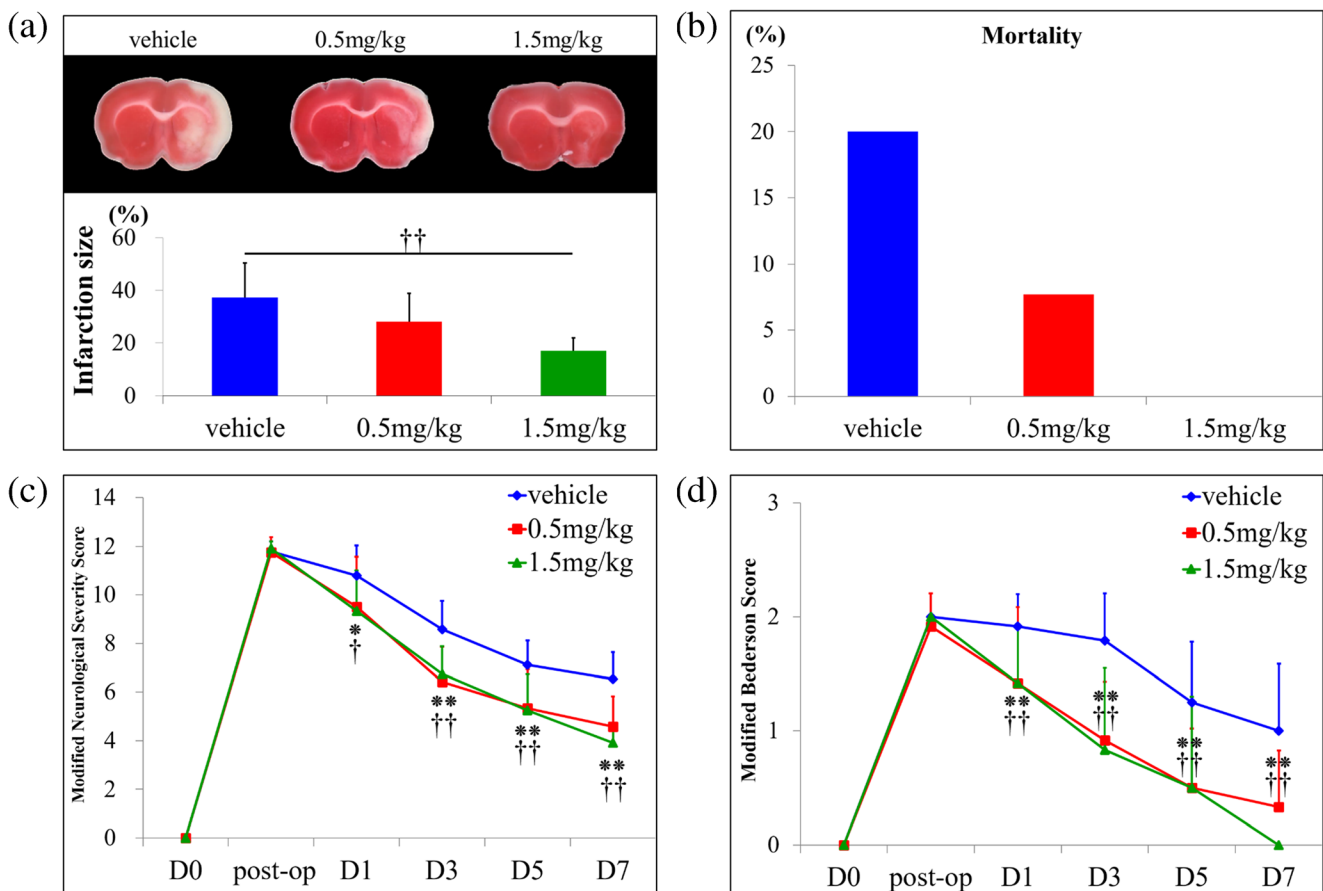 (a)
vehicle 0.5mg/kg 1.5mg/kg
(%)
Infarction size
60
40
20
0
††
vehicle 0.5mg/kg 1.5mg/kg
(b)
(%) Mortality
25
20
15
10
5
0
vehicle 0.5mg/kg 1.5mg/kg
(c)
Modified Neurological Severity Score
14
12
10
8
6
4
2
0
vehicle
0.5mg/kg
1.5mg/kg
*
†
**
††
**
††
**
††
D0 post-op D1 D3 D5 D7
(d)
Modified Bederson Score
3
2
1
0
vehicle
0.5mg/kg
1.5mg/kg
**
††
**
††
**
††
**
††
D0 post-op D1 D3 D5 D7